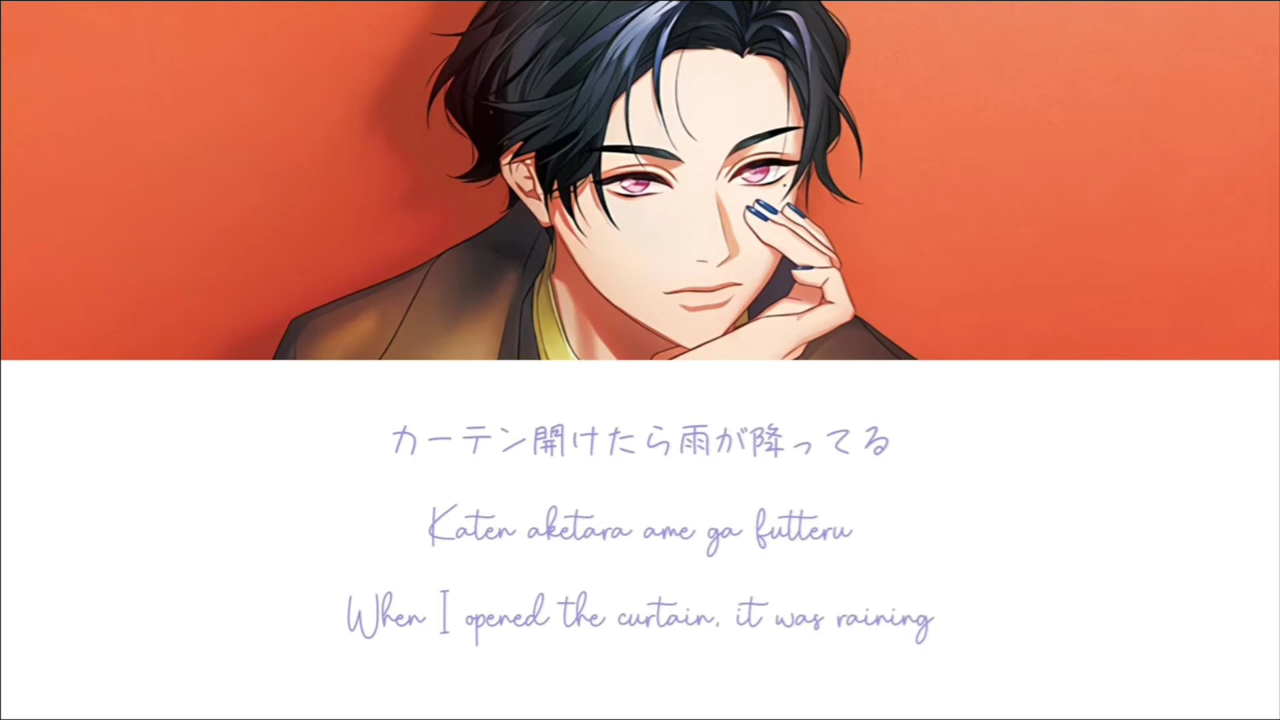 カーテン開けたら雨が降ってる
Katen aketara ame ga futteru
When I opened the curtain, it was raining